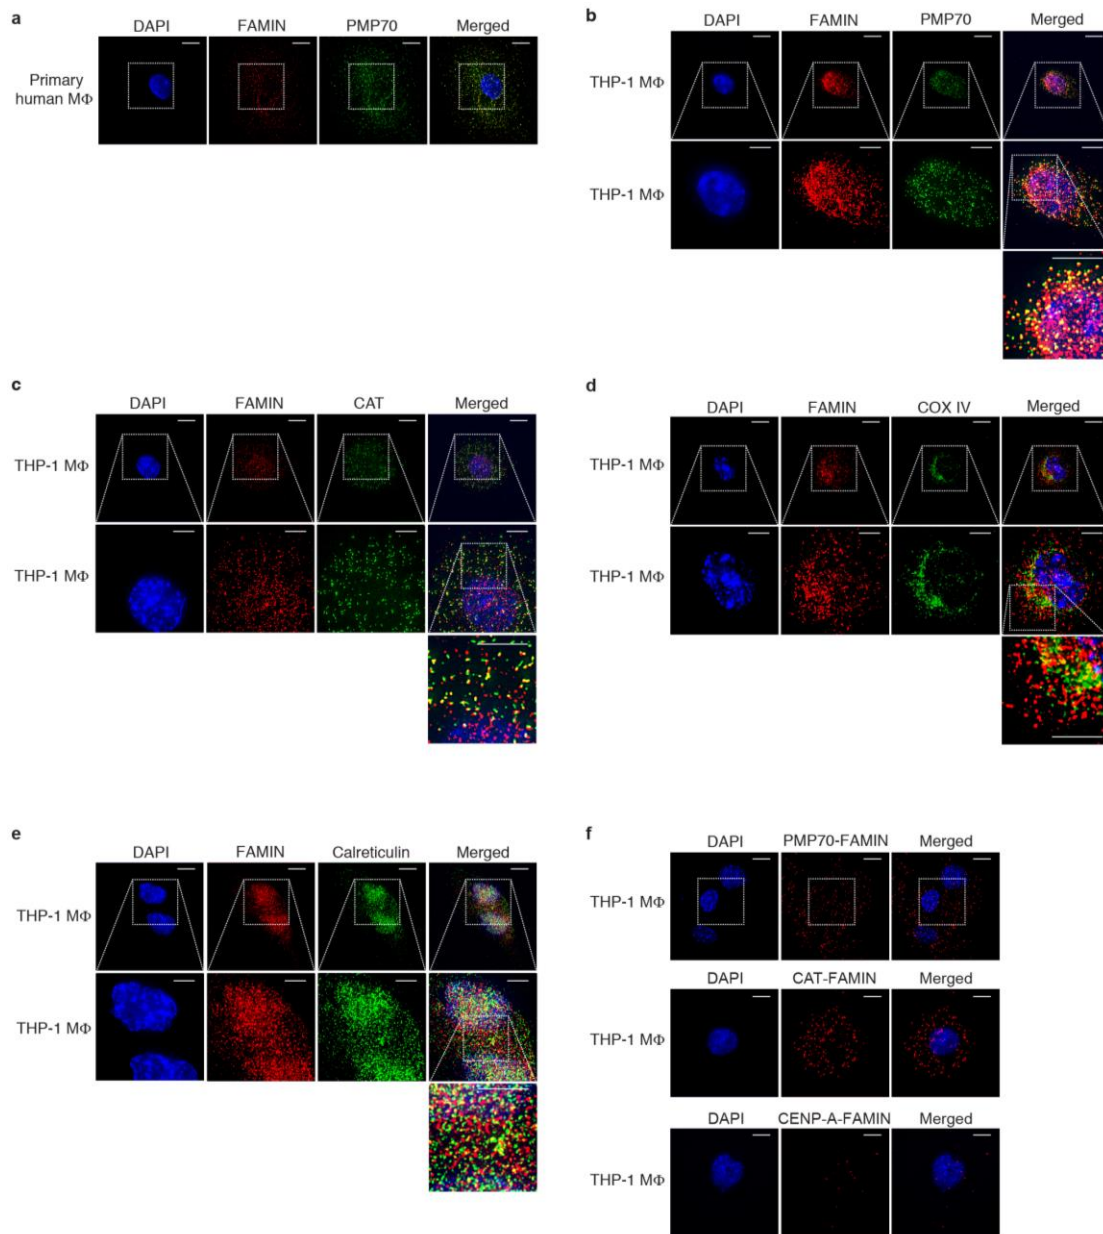 a
DAPI FAMIN PMP70 Merged
Primary
human MΦ
b
DAPI FAMIN PMP70 Merged
THP-1 MΦ
THP-1 MΦ
c
DAPI FAMIN CAT Merged
THP-1 MΦ
THP-1 MΦ
d
DAPI FAMIN COX IV Merged
THP-1 MΦ
THP-1 MΦ
e
DAPI FAMIN Calreticulin Merged
THP-1 MΦ
THP-1 MΦ
f
DAPI PMP70-FAMIN Merged
THP-1 MΦ
DAPI CAT-FAMIN Merged
THP-1 MΦ
DAPI CENP-A-FAMIN Merged
THP-1 MΦ